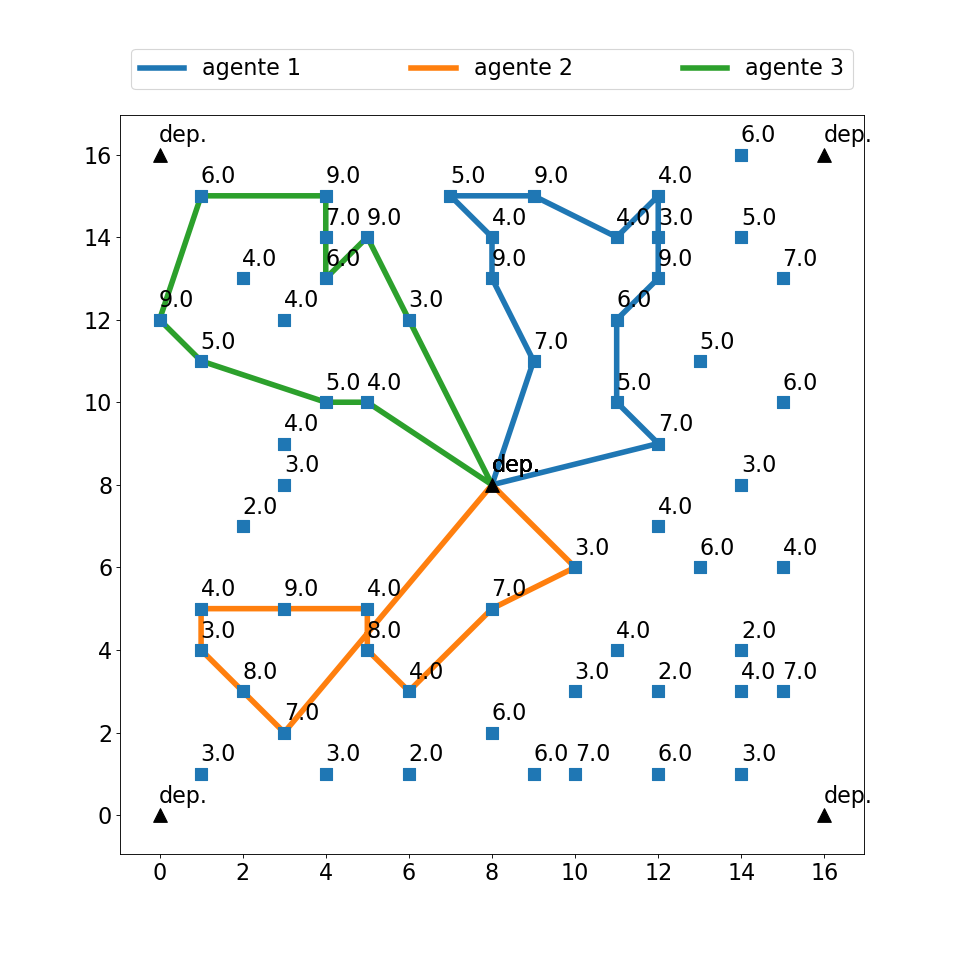 agente 1 agente 2 agente 3
dep. 6.0 dep.
16
6.0 9.0 5.0 9.0 4.0
7.0 9.0 4.0 4.0 3.0 5.0
14
4.0 6.0 9.0 9.0 7.0
9.0 4.0 3.0 6.0
12
5.0 7.0 5.0
5.0 4.0 5.0 6.0
10
4.0 7.0
3.0 dep. 3.0
8
2.0 4.0
3.0 6.0 4.0
6
4.0 9.0 4.0 7.0
3.0 8.0 4.0 2.0
4
8.0 4.0 3.0 2.0 4.0 7.0
7.0 6.0
2
3.0 3.0 2.0 6.0 7.0 6.0 3.0
dep. dep.
0
0 2 4 6 8 10 12 14 16